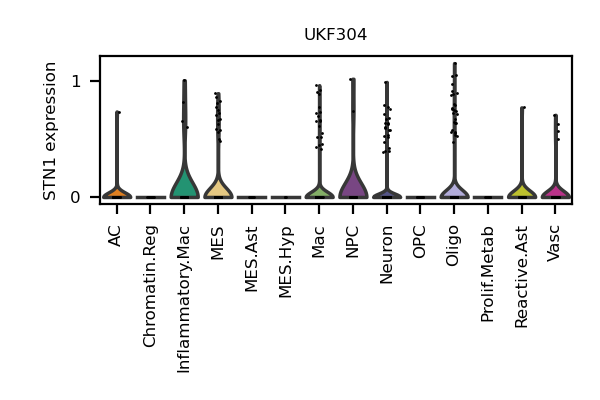 UKF304
STN1 expression
1
0
AC
Chromatin.Reg
Inflammatory.Mac
MES
MES.Ast
MES.Hyp
Mac
NPC
Neuron
OPC
Oligo
Prolif.Metab
Reactive.Ast
Vasc